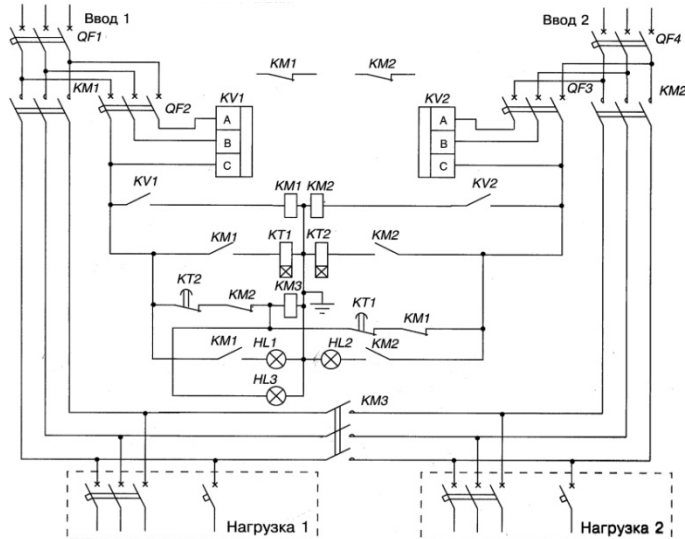 Ввод 1
QF1
KM1
QF2
KV1
KM1
KM2
KV2
Ввод 2
QF4
QF3
KM2
A
B
C
A
B
C
KV1
KM1
KM2
KV2
KM1
KT1
KT2
KM2
KT2
KM2
KM3
KT1
KM1
KM1
HL1
HL2
KM2
HL3
KM3
Нагрузка 1
Нагрузка 2